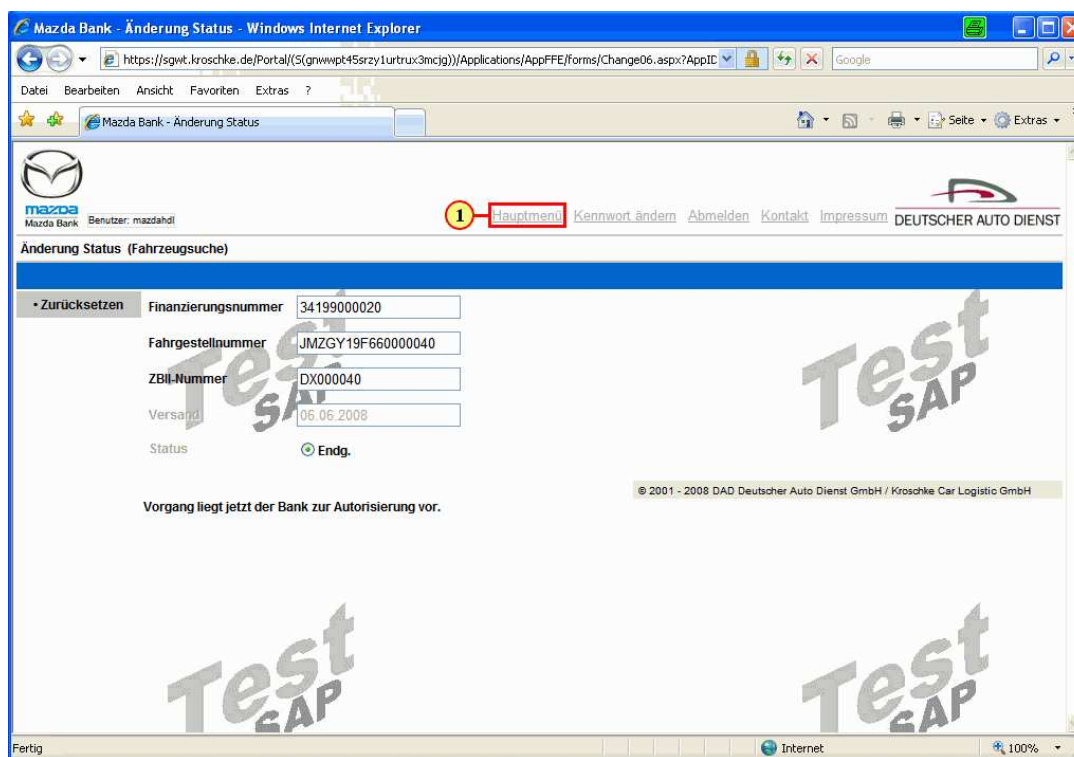 Mazda Bank - Änderung Status - Windows Internet Explorer
https://sgwt.kroschke.de/Portal/(S(gnwwpt45srzy1urtrux3mcjg))/Applications/AppFFE/forms/Change06.aspx?AppID
Google
Datei Bearbeiten Ansicht Favoriten Extras ?
Mazda Bank - Änderung Status
Seite Extras
mazda
Mazda Bank
Benutzer: mazdahdl
1
Hauptmenü Kennwort ändern Abmelden Kontakt Impressum
DEUTSCHER AUTO DIENST
Änderung Status (Fahrzeugsuche)
• Zurücksetzen
Finanzierungsnummer 34199000020
Fahrgestellnummer JMZGY19F660000040
ZBII-Nummer DX000040
Versand 06.06.2008
Status Endg.
Test SAP
Test SAP
© 2001 - 2008 DAD Deutscher Auto Dienst GmbH / Kroschke Car Logistic GmbH
Vorgang liegt jetzt der Bank zur Autorisierung vor.
Test SAP
Test SAP
Fertig
Internet
100%